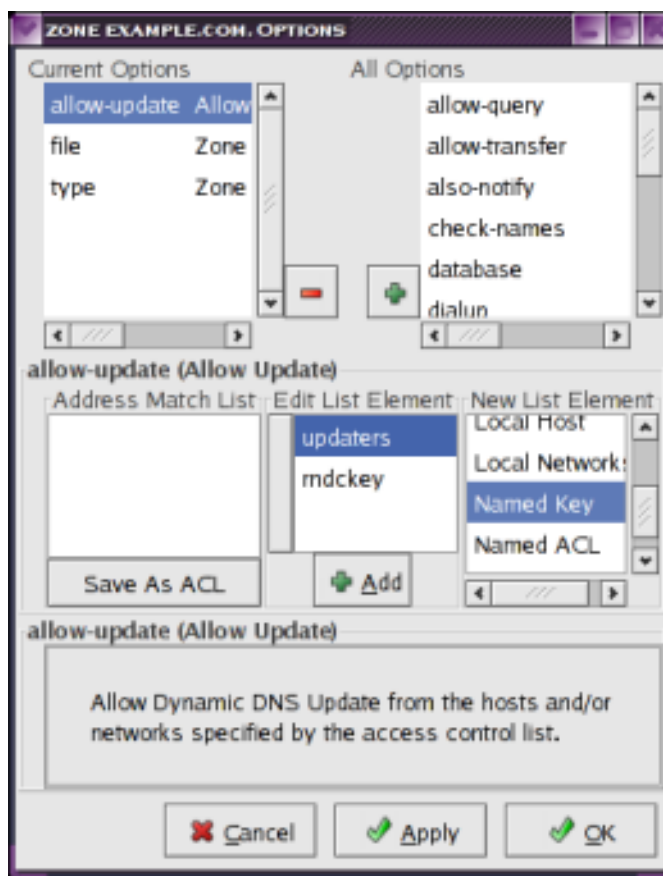 ZONE EXAMPLE.COM. OPTIONS
Current Options
All Options
allow-update Allow
file Zone
type Zone
allow-query
allow-transfer
also-notify
check-names
database
dialup
allow-update (Allow Update)
Address Match List
Edit List Element
New List Element
updaters
rndckey
Local Host
Local Networks
Named Key
Named ACL
Save As ACL
Add
allow-update (Allow Update)
Allow Dynamic DNS Update from the hosts and/or
networks specified by the access control list.
Cancel
Apply
OK